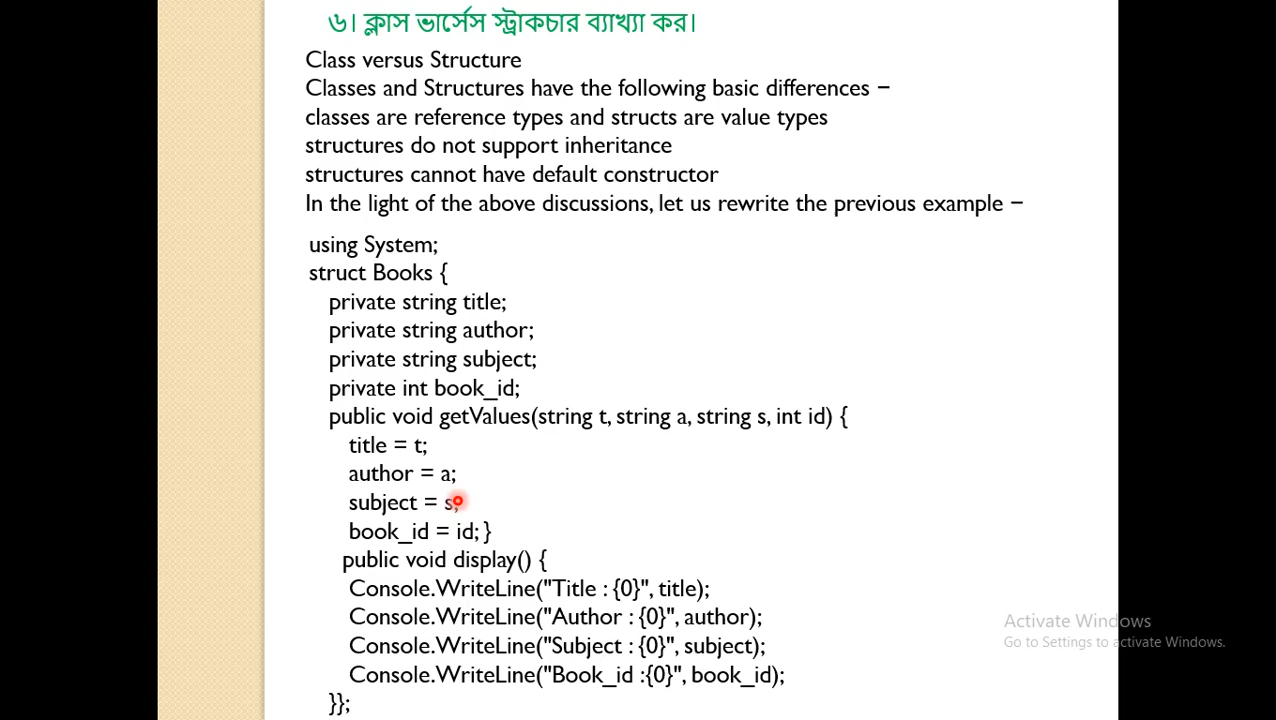 ৬। ক্লাস ভার্সেস স্ট্রাকচার ব্যাখ্যা কর।
Class versus Structure
Classes and Structures have the following basic differences −
classes are reference types and structs are value types
structures do not support inheritance
structures cannot have default constructor
In the light of the above discussions, let us rewrite the previous example −
using System;
struct Books {
private string title;
private string author;
private string subject;
private int book_id;
public void getValues(string t, string a, string s, int id) {
title = t;
author = a;
subject = s;
book_id = id; }
public void display() {
Console.WriteLine("Title : {0}", title);
Console.WriteLine("Author : {0}", author);
Console.WriteLine("Subject : {0}", subject);
Console.WriteLine("Book_id :{0}", book_id);
}};
Activate Windows
Go to Settings to activate Windows.